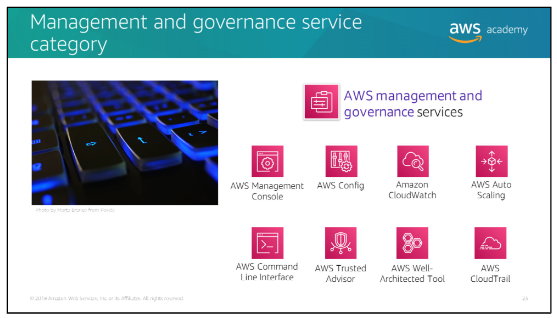 Management and governance service
category
aws academy
AWS management and
governance services
AWS Management
Console
AWS Config
Amazon
CloudWatch
AWS Auto
Scaling
Photo by Marta Branco from Pexels.
AWS Command
Line Interface
AWS Trusted
Advisor
AWS Well-
Architected Tool
AWS
CloudTrail
© 2019 Amazon Web Services, Inc. or its Affiliates. All rights reserved.